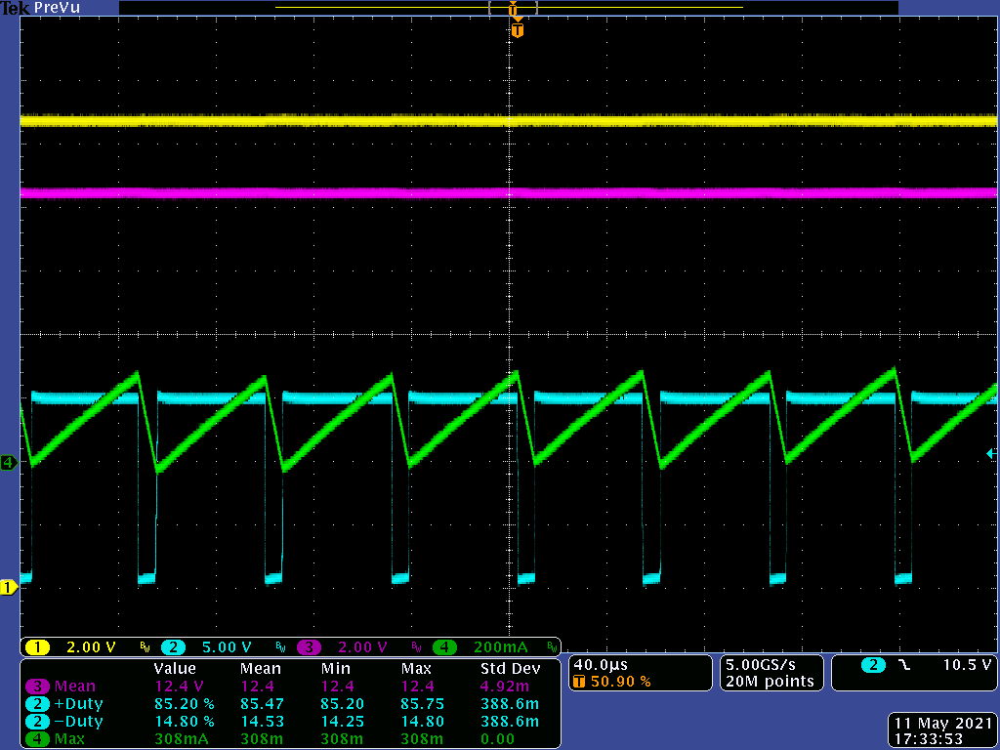 Tek PreVu
T
T
4
1
1 2.00 V BW 2 5.00 V BW 3 2.00 V BW 4 200mA BW
40.0µs
T 50.90 %
5.00GS/s
20M points
2 10.5 V
Value Mean Min Max Std Dev
3 Mean 12.4 V 12.4 12.4 12.4 4.92m
2 +Duty 85.20 % 85.47 85.20 85.75 388.6m
2 −Duty 14.80 % 14.53 14.25 14.80 388.6m
4 Max 308mA 308m 308m 308m 0.00
11 May 2021
17:33:53